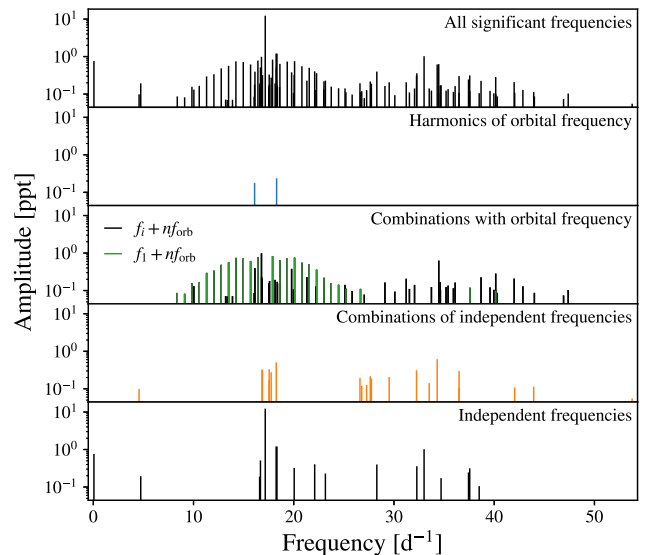 All significant frequencies
10¹
10⁰
10⁻¹
Harmonics of orbital frequency
10¹
10⁰
10⁻¹
Amplitude [ppt]
Combinations with orbital frequency
10¹
10⁰
10⁻¹
fᵢ + nf_orb
f₁ + nf_orb
Combinations of independent frequencies
10¹
10⁰
10⁻¹
Independent frequencies
10¹
10⁰
10⁻¹
0 10 20 30 40 50
Frequency [d⁻¹]